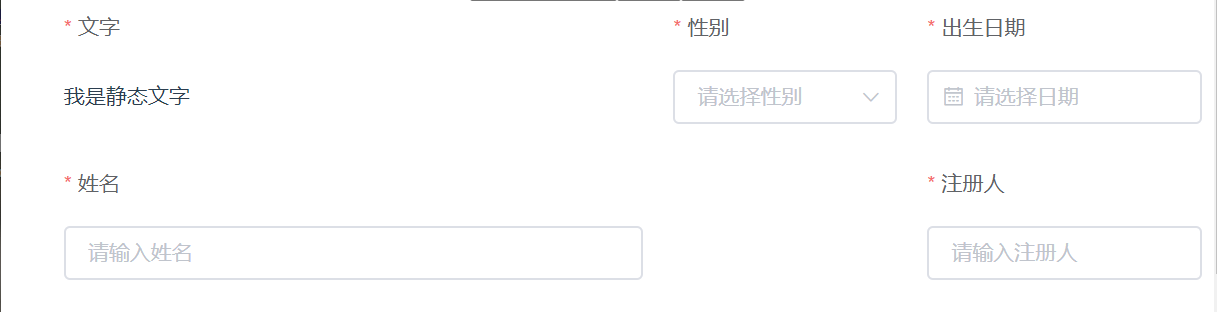 * 文字
* 性别
* 出生日期
我是静态文字
请选择性别
请选择日期
* 姓名
* 注册人
请输入姓名
请输入注册人